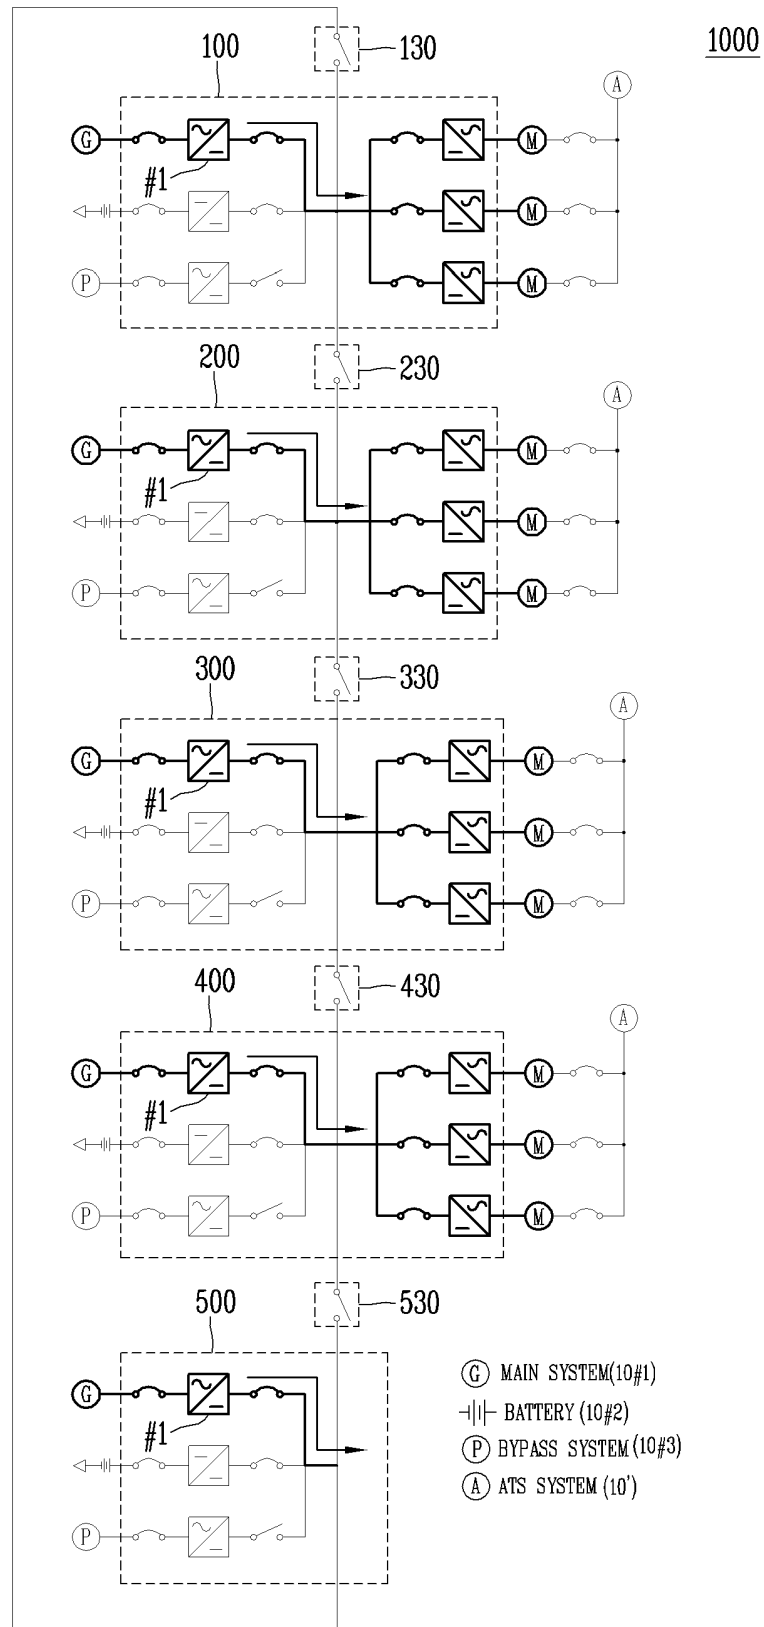 1000
130
100
A
G
M
#1
M
P
M
230
200
A
G
M
#1
M
P
M
330
300
A
G
M
#1
M
P
M
430
400
A
G
M
#1
M
P
M
530
500
G
#1
P
G MAIN SYSTEM(10#1)
BATTERY (10#2)
P BYPASS SYSTEM (10#3)
A ATS SYSTEM (10')